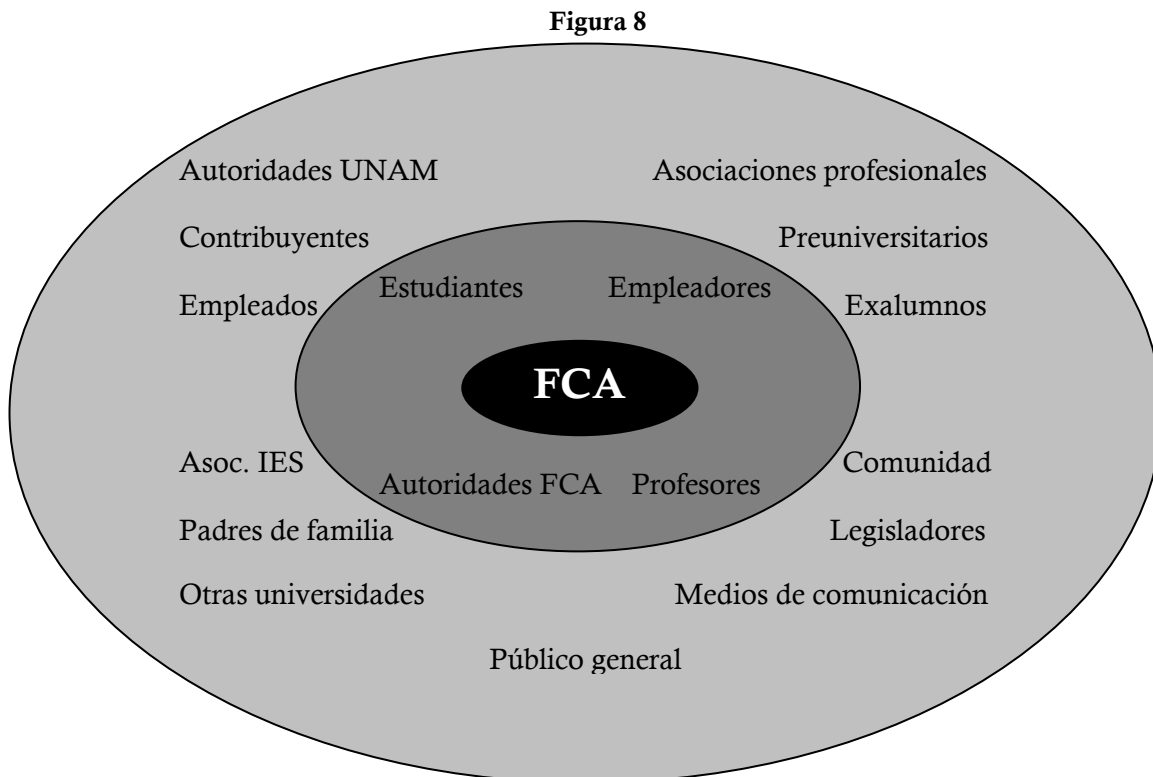 Figura 8
Autoridades UNAM Asociaciones profesionales
Contribuyentes Preuniversitarios
Estudiantes Empleadores
Empleados Exalumnos
FCA
Asoc. IES Comunidad
Autoridades FCA Profesores
Padres de familia Legisladores
Otras universidades Medios de comunicación
Público general